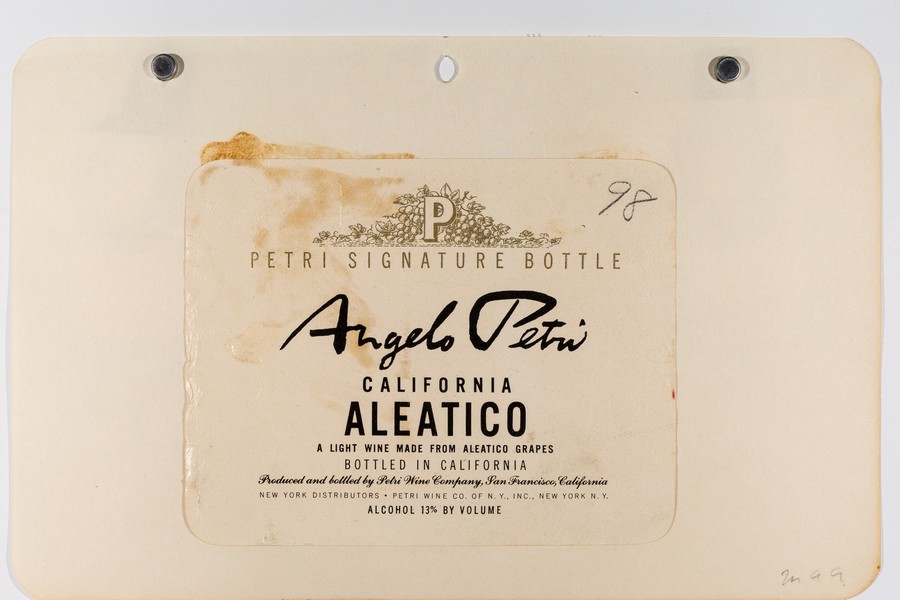 98
P
PETRI SIGNATURE BOTTLE
Angelo Petri
CALIFORNIA
ALEATICO
A LIGHT WINE MADE FROM ALEATICO GRAPES
BOTTLED IN CALIFORNIA
Produced and bottled by Petri Wine Company, San Francisco, California
NEW YORK DISTRIBUTORS • PETRI WINE CO. OF N.Y., INC., NEW YORK N.Y.
ALCOHOL 13% BY VOLUME